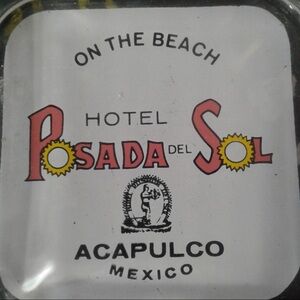 ON THE BEACH
HOTEL
POSADA DEL SOL
ACAPULCO
MEXICO